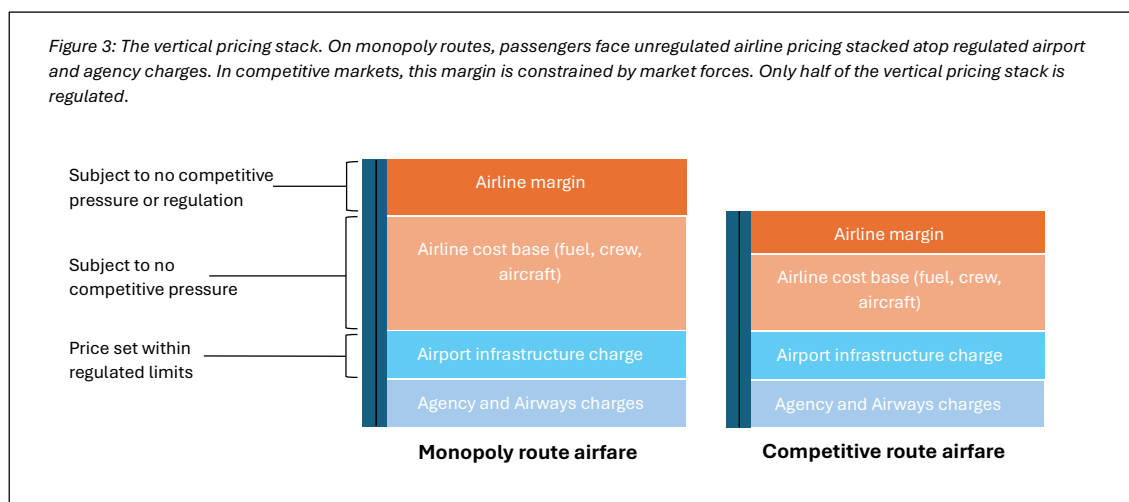 Figure 3: The vertical pricing stack. On monopoly routes, passengers face unregulated airline pricing stacked atop regulated airport
and agency charges. In competitive markets, this margin is constrained by market forces. Only half of the vertical pricing stack is
regulated.
Subject to no competitive
pressure or regulation
Subject to no
competitive pressure
Price set within
regulated limits
Airline margin
Airline cost base (fuel, crew,
aircraft)
Airport infrastructure charge
Agency and Airways charges
Monopoly route airfare
Airline margin
Airline cost base (fuel, crew,
aircraft)
Airport infrastructure charge
Agency and Airways charges
Competitive route airfare